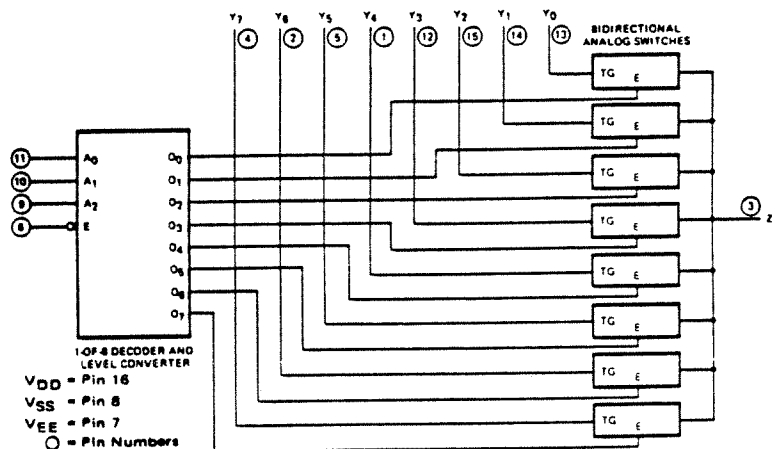 Y7 Y6 Y5 Y4 Y3 Y2 Y1 Y0
4 2 5 1 12 15 14 13
BIDIRECTIONAL
ANALOG SWITCHES
TG E
TG E
TG E
TG E
TG E
TG E
TG E
TG E
3 Z
11 A0 O0
10 A1 O1
9 A2 O2
6 E O3
O4
O5
O6
O7
1-OF-8 DECODER AND
LEVEL CONVERTER
VDD = Pin 16
VSS = Pin 8
VEE = Pin 7
= Pin Numbers